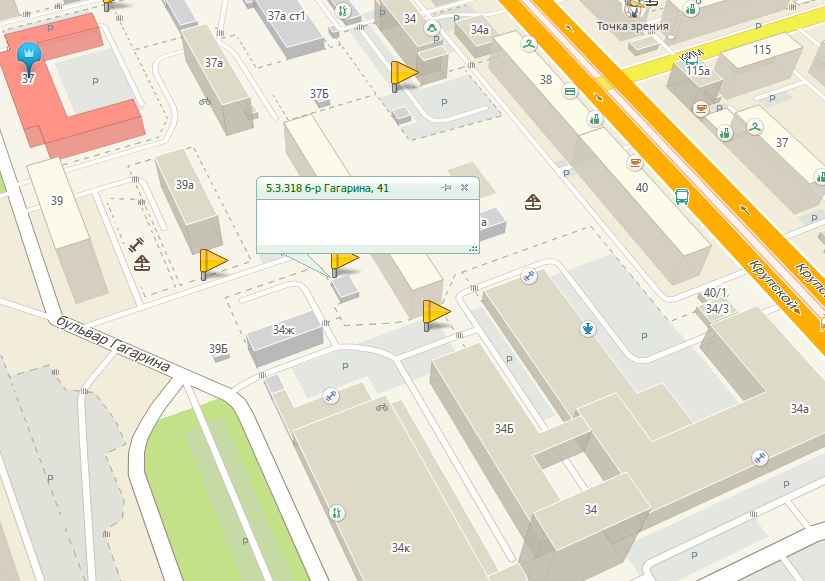 37а ст1
34
34а
Точка зрения
КИМ
115
115а
37
P
37а
37Б
38
P
37
39
39а
40
5.3.318 б-р Гагарина, 41
а
Крупской
40/1
34/3
бульвар Гагарина
34ж
39Б
P
P
P
34а
34Б
P
P
34
34к
P
P